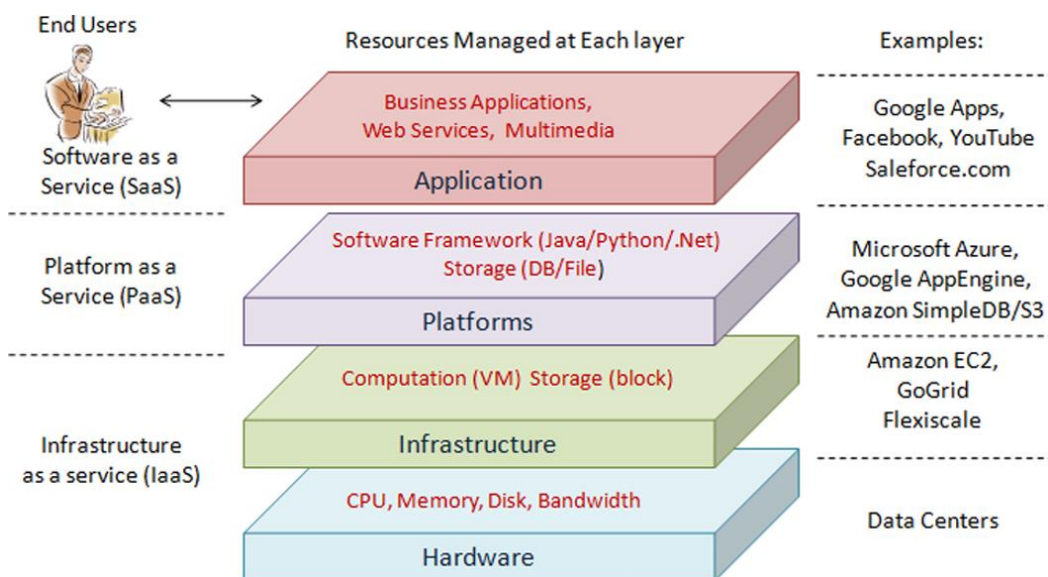 End Users
Resources Managed at Each layer
Examples:
Business Applications,
Web Services, Multimedia
Application
Software as a
Service (SaaS)
Google Apps,
Facebook, YouTube
Saleforce.com
Software Framework (Java/Python/.Net)
Storage (DB/File)
Platforms
Platform as a
Service (PaaS)
Microsoft Azure,
Google AppEngine,
Amazon SimpleDB/S3
Computation (VM) Storage (block)
Infrastructure
Amazon EC2,
GoGrid
Flexiscale
Infrastructure
as a service (IaaS)
CPU, Memory, Disk, Bandwidth
Hardware
Data Centers